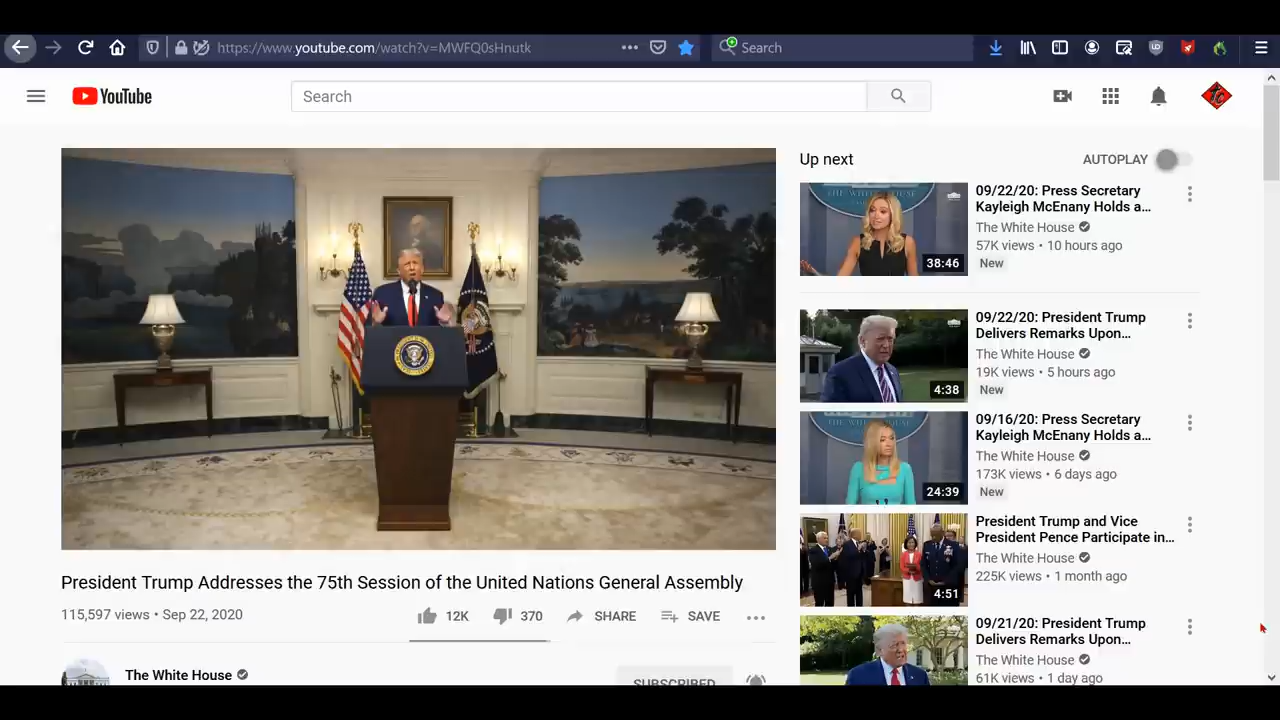 https://www.youtube.com/watch?v=MWFQ0sHnutk
Search
YouTube
Search
Up next
AUTOPLAY
38:46
09/22/20: Press Secretary
Kayleigh McEnany Holds a...
The White House
57K views • 10 hours ago
New
4:38
09/22/20: President Trump
Delivers Remarks Upon...
The White House
19K views • 5 hours ago
New
24:39
09/16/20: Press Secretary
Kayleigh McEnany Holds a...
The White House
173K views • 6 days ago
New
4:51
President Trump and Vice
President Pence Participate in...
The White House
225K views • 1 month ago
09/21/20: President Trump
Delivers Remarks Upon...
The White House
61K views • 1 day ago
President Trump Addresses the 75th Session of the United Nations General Assembly
115,597 views • Sep 22, 2020
12K 370 SHARE SAVE
The White House
SUBSCRIBED